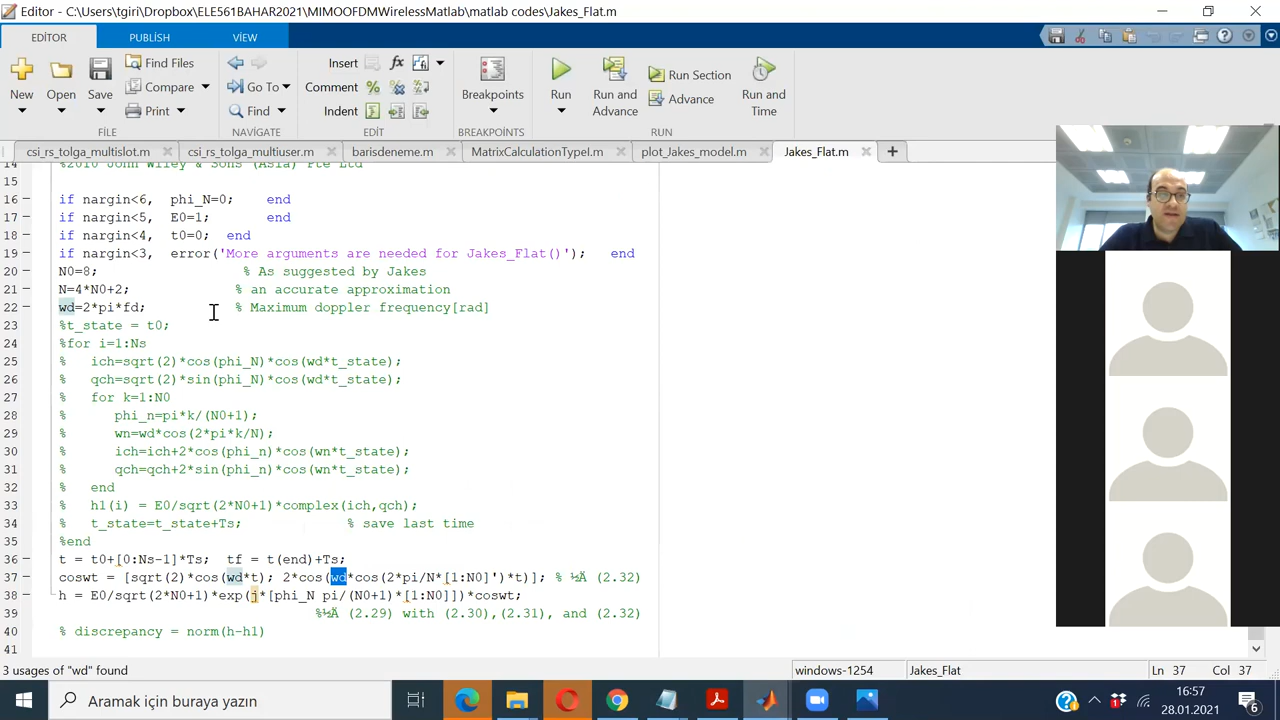 Editor - C:\Users\tgiri\Dropbox\ELE561BAHAR2021\MIMOOFDMWirelessMatlab\matlab codes\Jakes_Flat.m
EDİTOR PUBLİSH VİEW
New Open Save Find Files Compare Print Go To Find Insert Comment Indent fx Breakpoints Run Run and Advance Run Section Advance Run and Time
FİLE NAVİGATE EDİT BREAKPOINTS RUN
csi_rs_tolga_multislot.m csi_rs_tolga_multiuser.m barisdeneme.m MatrixCalculationTypeI.m plot_Jakes_model.m Jakes_Flat.m
14 %2010 John Wiley & Sons (Asia) Pte Ltd
15
16 if nargin<6, phi_N=0; end
17 if nargin<5, E0=1; end
18 if nargin<4, t0=0; end
19 if nargin<3, error('More arguments are needed for Jakes_Flat()'); end
20 N0=8; % As suggested by Jakes
21 N=4*N0+2; % an accurate approximation
22 wd=2*pi*fd; % Maximum doppler frequency[rad]
23 %t_state = t0;
24 %for i=1:Ns
25 % ich=sqrt(2)*cos(phi_N)*cos(wd*t_state);
26 % qch=sqrt(2)*sin(phi_N)*cos(wd*t_state);
27 % for k=1:N0
28 % phi_n=pi*k/(N0+1);
29 % wn=wd*cos(2*pi*k/N);
30 % ich=ich+2*cos(phi_n)*cos(wn*t_state);
31 % qch=qch+2*sin(phi_n)*cos(wn*t_state);
32 % end
33 % h1(i) = E0/sqrt(2*N0+1)*complex(ich,qch);
34 % t_state=t_state+Ts; % save last time
35 %end
36 t = t0+[0:Ns-1]*Ts; tf = t(end)+Ts;
37 coswt = [sqrt(2)*cos(wd*t); 2*cos(wd*cos(2*pi/N*[1:N0]')*t)]; % ½Ä (2.32)
38 h = E0/sqrt(2*N0+1)*exp(j*[phi_N pi/(N0+1)*[1:N0]])*coswt;
39 %½Ä (2.29) with (2.30),(2.31), and (2.32)
40 % discrepancy = norm(h-h1)
41
3 usages of "wd" found windows-1254 Jakes_Flat Ln 37 Col 37
Aramak için buraya yazın 16:57
28.01.2021 6